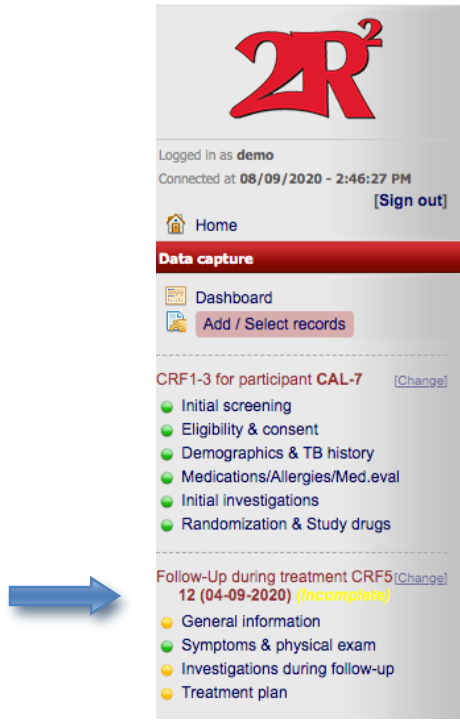 2R²
Logged in as demo
Connected at 08/09/2020 - 2:46:27 PM
[Sign out]
Home
Data capture
Dashboard
Add / Select records
CRF1-3 for participant CAL-7 [Change]
Initial screening
Eligibility & consent
Demographics & TB history
Medications/Allergies/Med.eval
Initial investigations
Randomization & Study drugs
Follow-Up during treatment CRF5 [Change]
12 (04-09-2020) (Incomplete)
General information
Symptoms & physical exam
Investigations during follow-up
Treatment plan